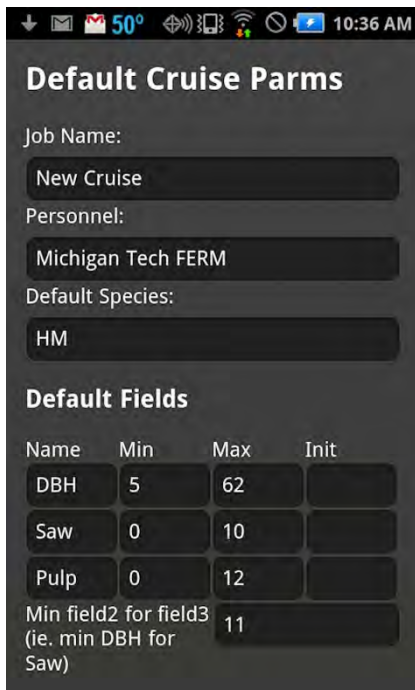 50° 10:36 AM
Default Cruise Parms
Job Name:
New Cruise
Personnel:
Michigan Tech FERM
Default Species:
HM
Default Fields
Name Min Max Init
DBH 5 62
Saw 0 10
Pulp 0 12
Min field2 for field3 11
(ie. min DBH for
Saw)